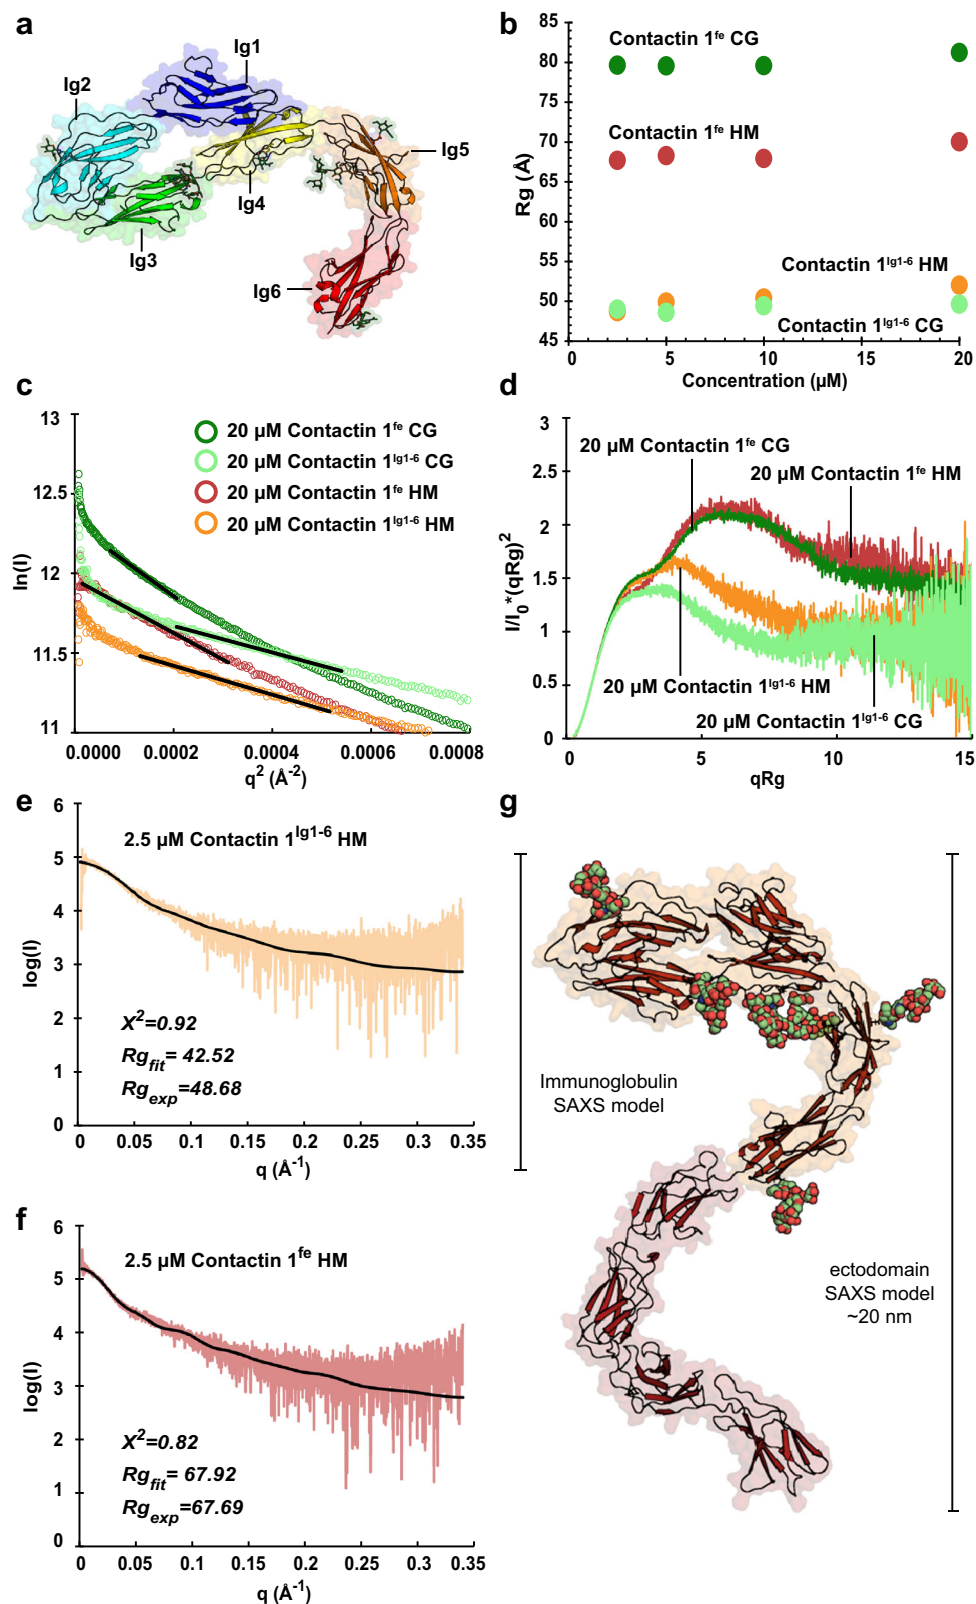 a
Ig1
Ig2
Ig5
Ig4
Ig3
Ig6
b
85
80
75
70
65
60
55
50
45
Rg (Å)
Contactin 1fe CG
Contactin 1fe HM
Contactin 1Ig1-6 HM
Contactin 1Ig1-6 CG
0 5 10 15 20
Concentration (µM)
c
13
12.5
12
11.5
11
ln(I)
20 µM Contactin 1fe CG
20 µM Contactin 1Ig1-6 CG
20 µM Contactin 1fe HM
20 µM Contactin 1Ig1-6 HM
0.0000 0.0002 0.0004 0.0006 0.0008
q2 (Å-2)
d
3
2.5
2
1.5
1
0.5
0
I/I0*(qRg)2
20 µM Contactin 1fe CG
20 µM Contactin 1fe HM
20 µM Contactin 1Ig1-6 HM
20 µM Contactin 1Ig1-6 CG
0 5 10 15
qRg
e
6
5
4
3
2
1
0
log(I)
2.5 µM Contactin 1Ig1-6 HM
X2=0.92
Rgfit= 42.52
Rgexp=48.68
0 0.05 0.1 0.15 0.2 0.25 0.3 0.35
q (Å-1)
f
6
5
4
3
2
1
0
log(I)
2.5 µM Contactin 1fe HM
X2=0.82
Rgfit= 67.92
Rgexp=67.69
0 0.05 0.1 0.15 0.2 0.25 0.3 0.35
q (Å-1)
g
Immunoglobulin
SAXS model
ectodomain
SAXS model
~20 nm